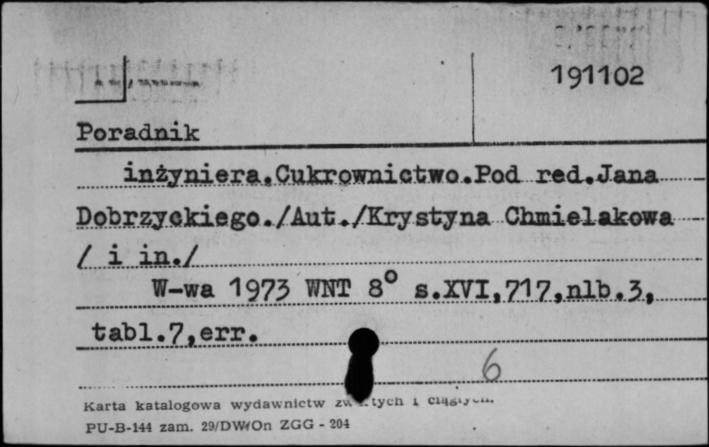 191102
Poradnik
inżyniera.Cukrownictwo.Pod red.Jana
Dobrzyckiego./Aut./Krystyna Chmielakowa
/ i in./
W-wa 1973 WNT 8° s.XVI,717,nlb.3,
tabl.7,err.
6
Karta katalogowa wydawnictw i
PU-B-144 zam. 29/DW/On ZGG - 204